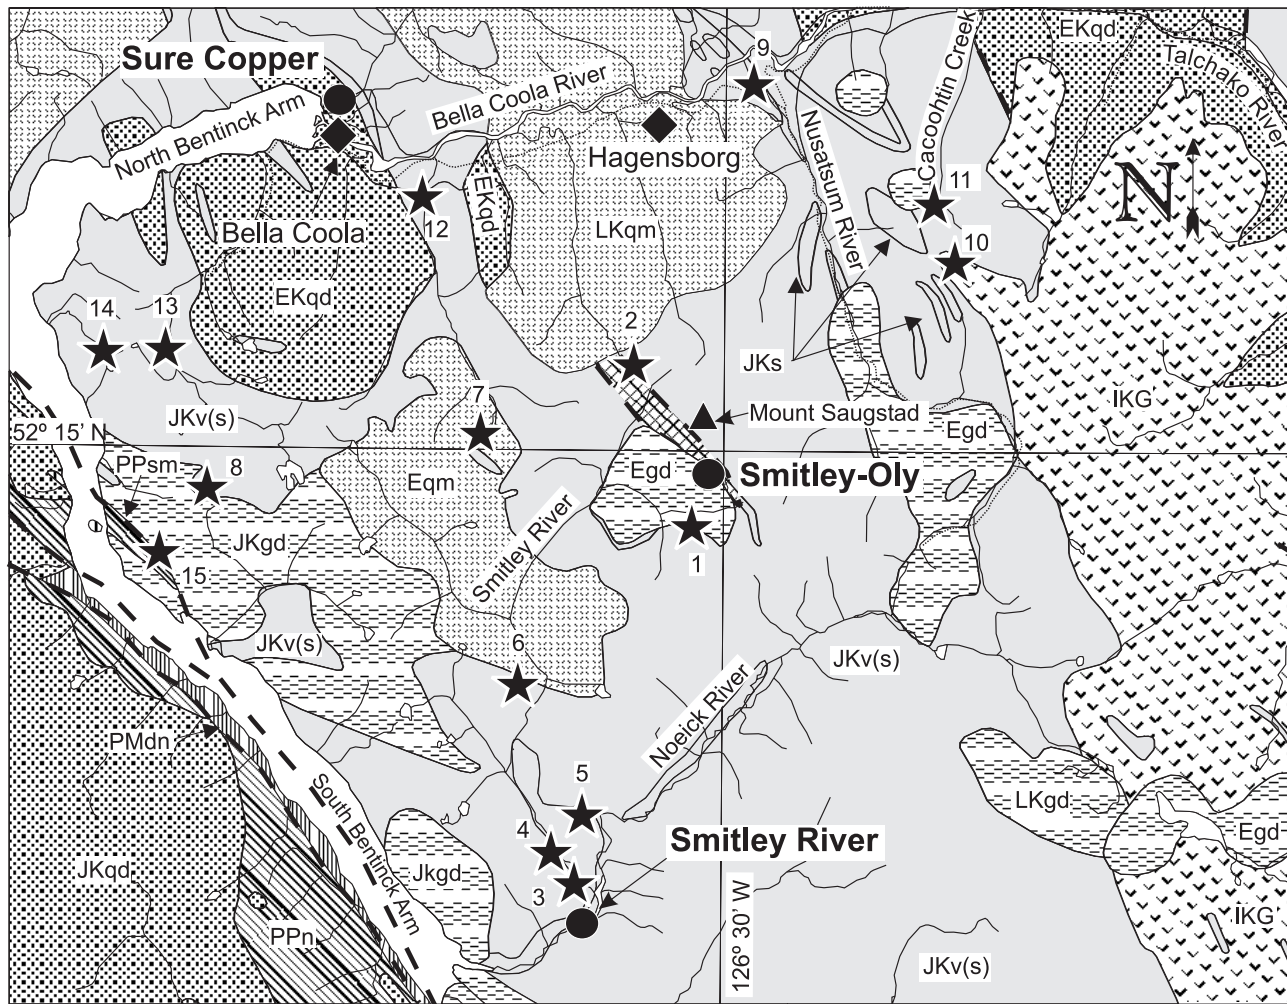 EKqd
Talchako River
9
Sure Copper
Cacoohtin Creek
Bella Coola River
North Bentinck Arm
Nusatsum River
Hagensborg
N
11
EKqd
12
LKqm
10
Bella Coola
EKqd
14
13
2
JKs
IKG
JKv(s)
7
Mount Saugstad
52º 15' N
Egd
PPsm
8
Eqm
Egd
Smitley-Oly
JKgd
Smitley River
15
1
JKv(s)
6
JKv(s)
Noeick River
PMdn
South Bentinck Arm
5
LKgd
Egd
4
Smitley River
JKqd
Jkgd
3
126º 30' W
IKG
PPn
JKv(s)